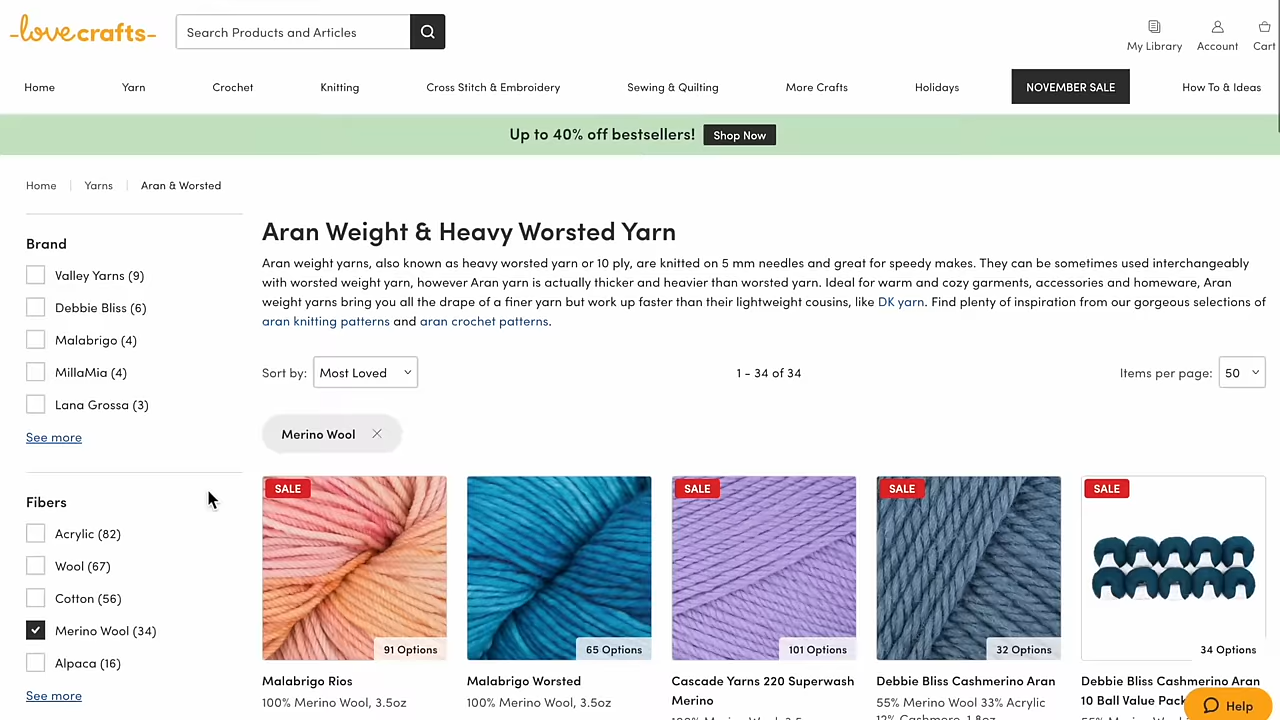 -lovecrafts-
Search Products and Articles
My Library
Account
Cart
Home
Yarn
Crochet
Knitting
Cross Stitch & Embroidery
Sewing & Quilting
More Crafts
Holidays
NOVEMBER SALE
How To & Ideas
Up to 40% off bestsellers!
Shop Now
Home
Yarns
Aran & Worsted
Brand
Valley Yarns (9)
Debbie Bliss (6)
Malabrigo (4)
MillaMia (4)
Lana Grossa (3)
See more
Fibers
Acrylic (82)
Wool (67)
Cotton (56)
Merino Wool (34)
Alpaca (16)
See more
Aran Weight & Heavy Worsted Yarn
Aran weight yarns, also known as heavy worsted yarn or 10 ply, are knitted on 5 mm needles and great for speedy makes. They can be sometimes used interchangeably
with worsted weight yarn, however Aran yarn is actually thicker and heavier than worsted yarn. Ideal for warm and cozy garments, accessories and homeware, Aran
weight yarns bring you all the drape of a finer yarn but work up faster than their lightweight cousins, like DK yarn. Find plenty of inspiration from our gorgeous selections of
aran knitting patterns and aran crochet patterns.
Sort by:
Most Loved
1 - 34 of 34
Items per page:
50
Merino Wool
SALE
91 Options
Malabrigo Rios
100% Merino Wool, 3.5oz
65 Options
Malabrigo Worsted
100% Merino Wool, 3.5oz
SALE
101 Options
Cascade Yarns 220 Superwash
Merino
SALE
32 Options
Debbie Bliss Cashmerino Aran
55% Merino Wool 33% Acrylic
12% Cashmere, 1.8oz
SALE
34 Options
Debbie Bliss Cashmerino Aran
10 Ball Value Pack
Help